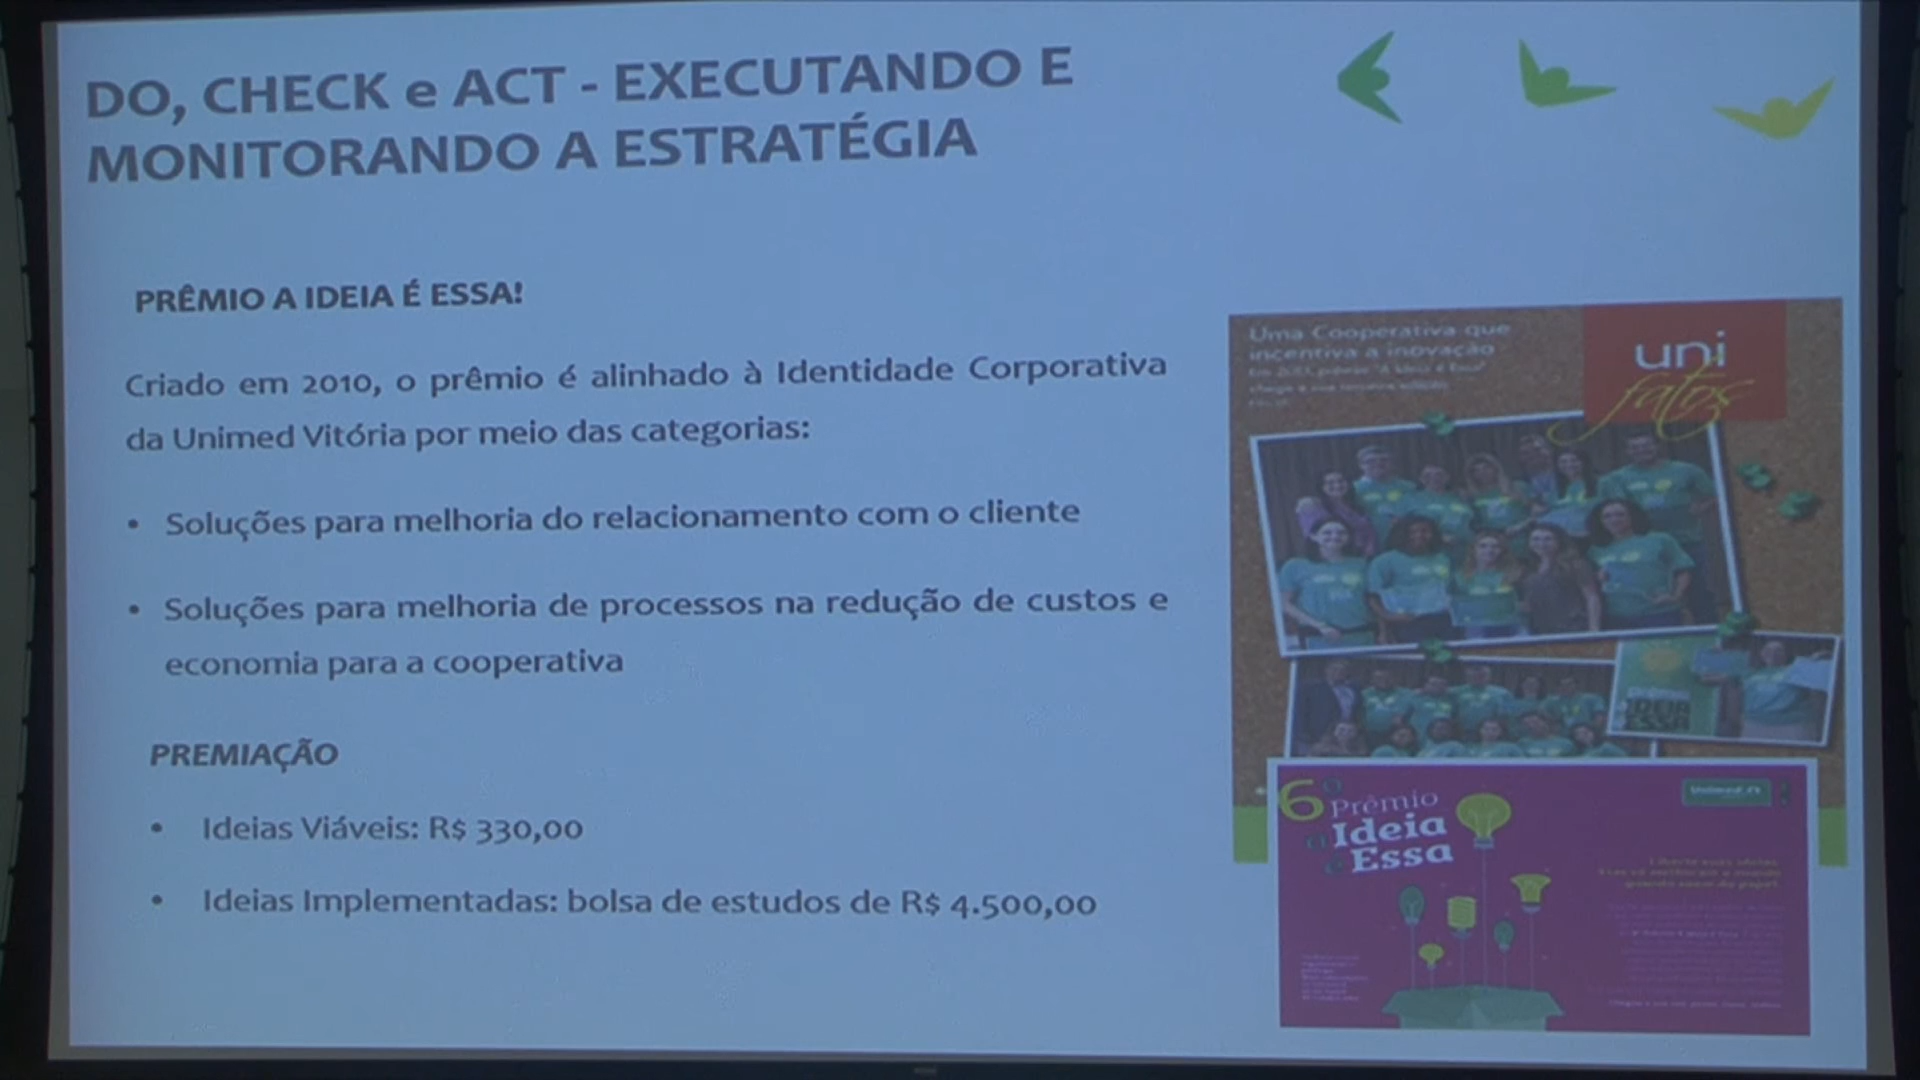 DO, CHECK e ACT - EXECUTANDO E
MONITORANDO A ESTRATÉGIA
PRÊMIO A IDEIA É ESSA!
Criado em 2010, o prêmio é alinhado à Identidade Corporativa
da Unimed Vitória por meio das categorias:
• Soluções para melhoria do relacionamento com o cliente
• Soluções para melhoria de processos na redução de custos e
economia para a cooperativa
PREMIAÇÃO
• Ideias Viáveis: R$ 330,00
• Ideias Implementadas: bolsa de estudos de R$ 4.500,00
Uma Cooperativa que
incentiva a inovação
uni
fatos
IDEIA
ESSA
6º
Prêmio
a Ideia
é Essa
Unimed